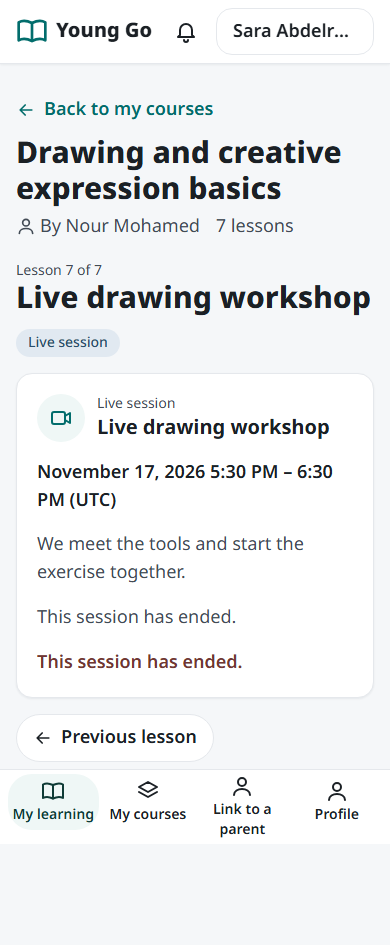 Young Go
Sara Abdelr...
Back to my courses
Drawing and creative
expression basics
By Nour Mohamed 7 lessons
Lesson 7 of 7
Live drawing workshop
Live session
Live session
Live drawing workshop
November 17, 2026 5:30 PM – 6:30
PM (UTC)
We meet the tools and start the
exercise together.
This session has ended.
This session has ended.
Previous lesson
My learning
My courses
Link to a
parent
Profile